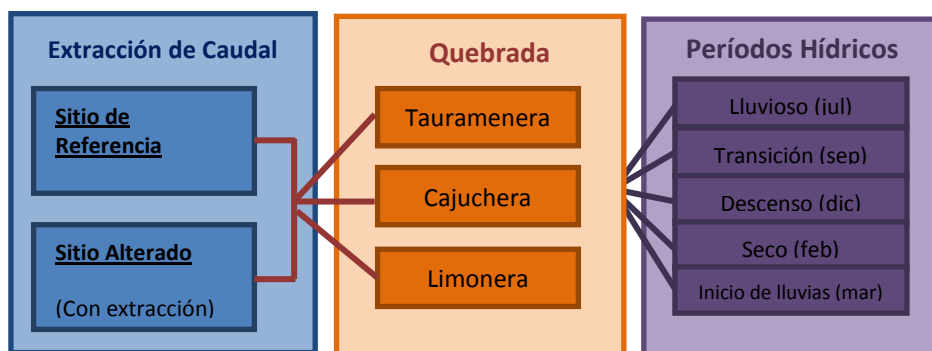 Extracción de Caudal
Sitio de
Referencia
Sitio Alterado
(Con extracción)
Quebrada
Tauramenera
Cajuchera
Limonera
Períodos Hídricos
Lluvioso (jul)
Transición (sep)
Descenso (dic)
Seco (feb)
Inicio de lluvias (mar)